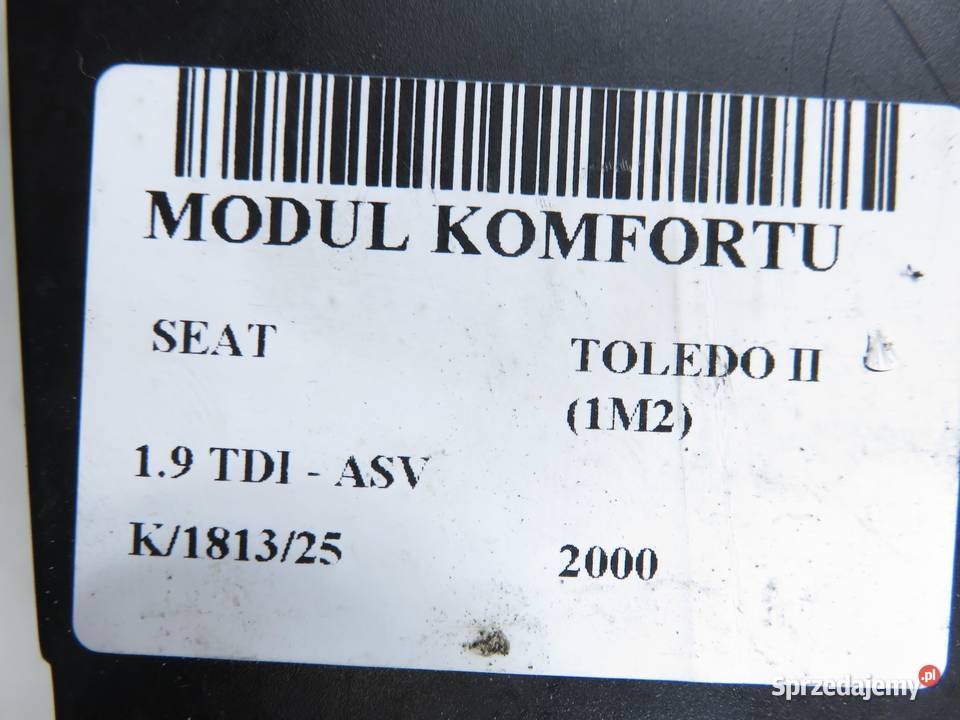 MODUL KOMFORTU
SEAT TOLEDO II
(1M2)
1.9 TDI - ASV
K/1813/25 2000
Sprzedajemy.pl